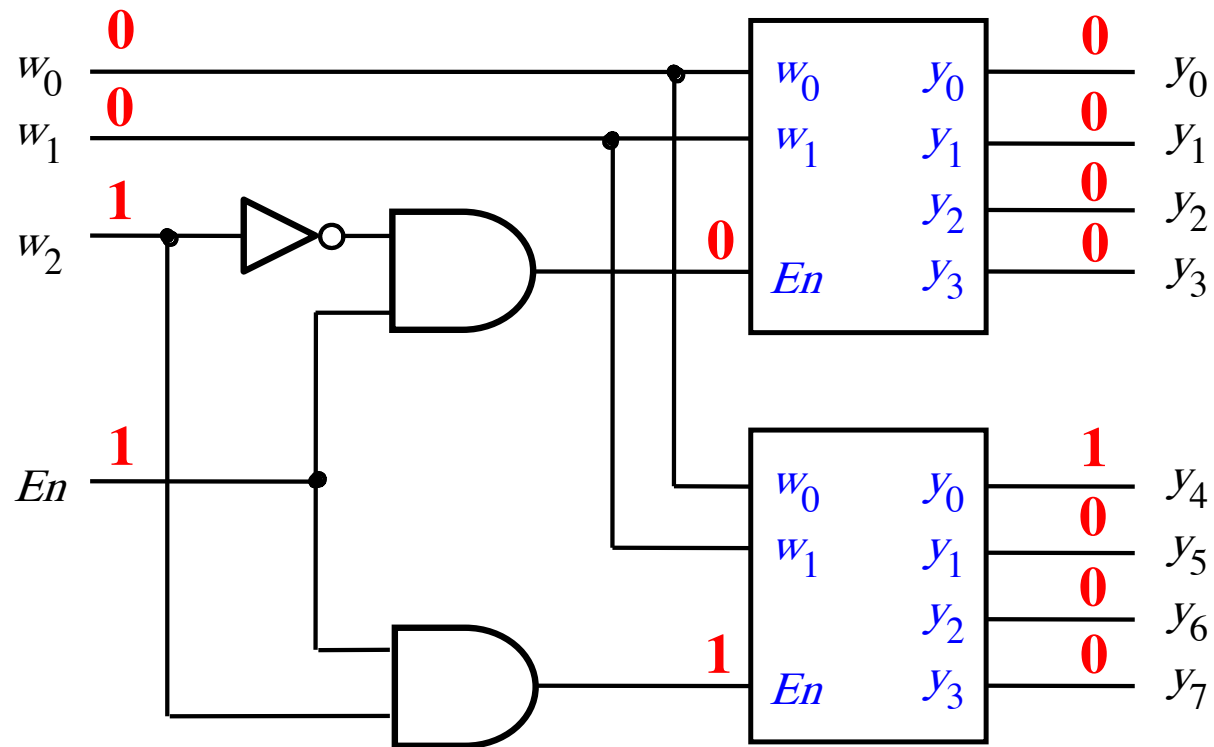 0 0
w0 w0 y0 y0
0 0
w1 w1 y1 y1
1 0
w2 y2 y2
0 0
En y3 y3
1 1
En w0 y0 y4
0
w1 y1 y5
0
y2 y6
1 0
En y3 y7